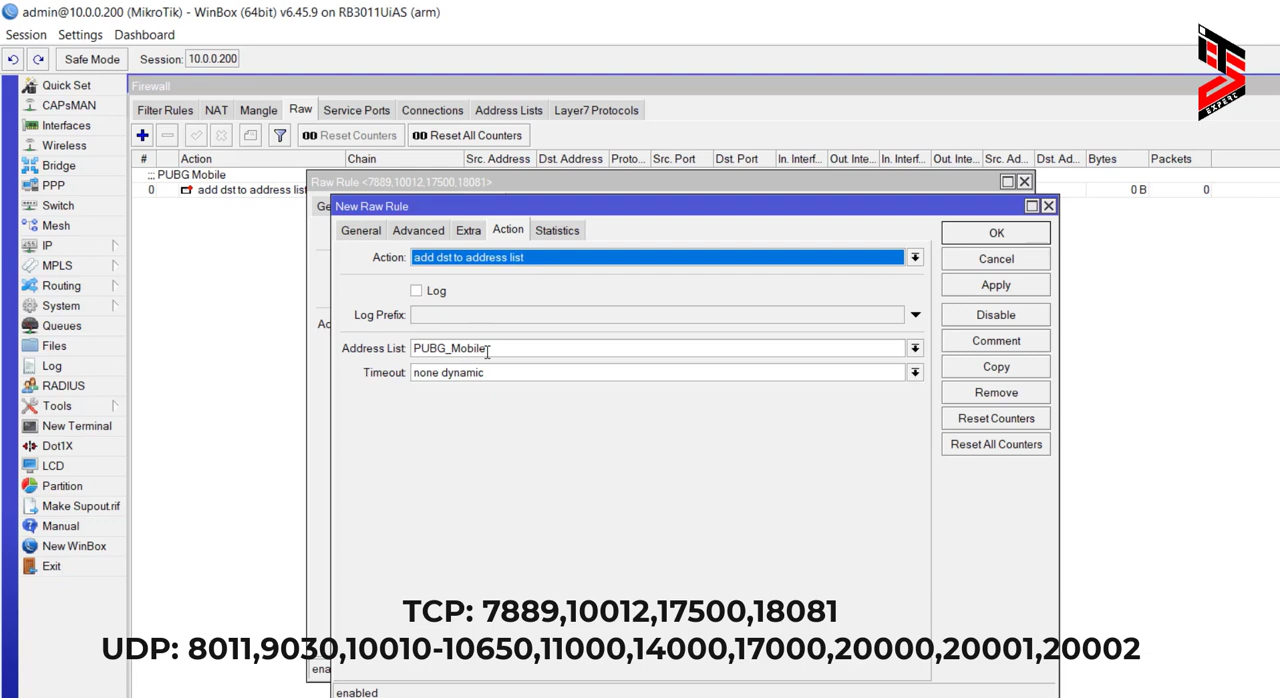 admin@10.0.0.200 (MikroTik) - WinBox (64bit) v6.45.9 on RB3011UiAS (arm)
Session Settings Dashboard
Safe Mode Session: 10.0.0.200
Quick Set
CAPsMAN
Interfaces
Wireless
Bridge
PPP
Switch
Mesh
IP
MPLS
Routing
System
Queues
Files
Log
RADIUS
Tools
New Terminal
Dot1X
LCD
Partition
Make Supout.rif
Manual
New WinBox
Exit
Firewall
Filter Rules NAT Mangle Raw Service Ports Connections Address Lists Layer7 Protocols
00 Reset Counters 00 Reset All Counters
# Action Chain Src. Address Dst. Address Proto... Src. Port Dst. Port In. Interf... Out. Inte... In. Interf... Out. Inte... Src. Ad... Dst. Ad... Bytes Packets
::: PUBG Mobile
0 add dst to address list 0 B 0
Raw Rule <7889,10012,17500,18081>
Ge
Ac
ena
New Raw Rule
General Advanced Extra Action Statistics
Action: add dst to address list
Log
Log Prefix:
Address List: PUBG_Mobile
Timeout: none dynamic
OK
Cancel
Apply
Disable
Comment
Copy
Remove
Reset Counters
Reset All Counters
enabled
TCP: 7889,10012,17500,18081
UDP: 8011,9030,10010-10650,11000,14000,17000,20000,20001,20002
ITS
EXPERT